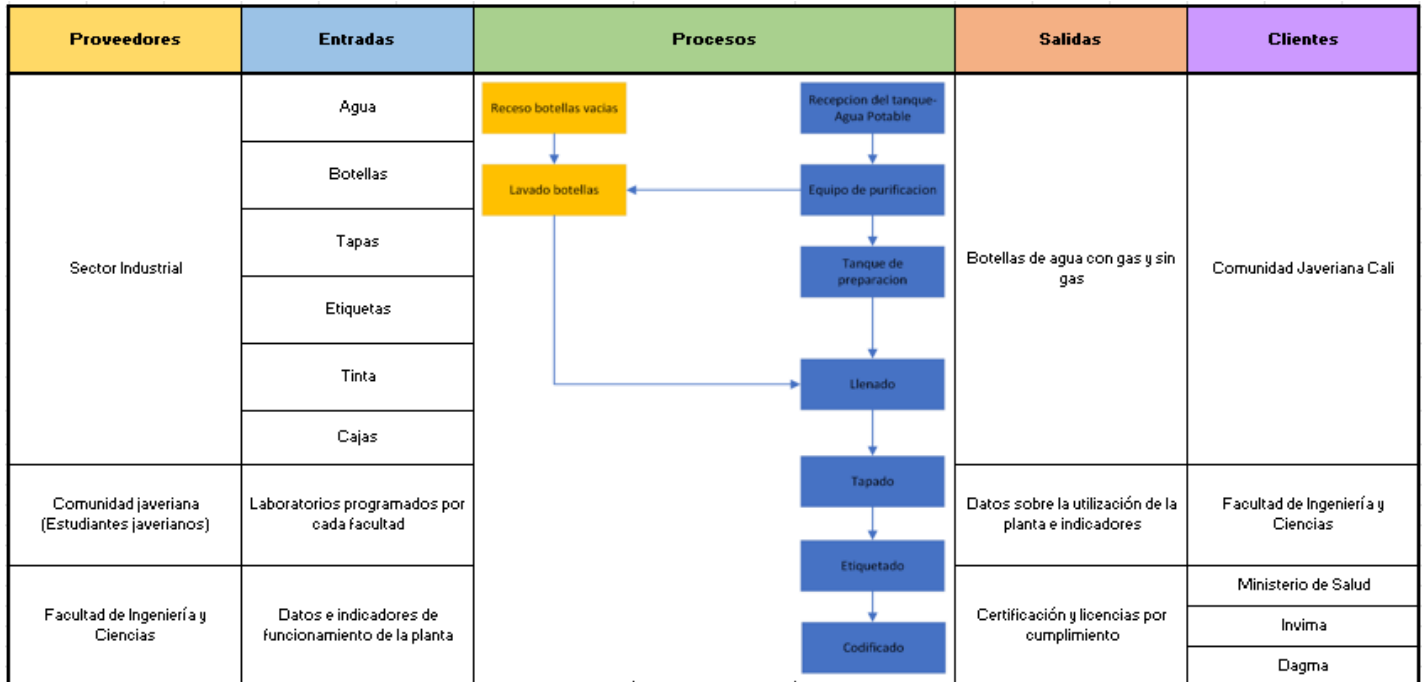 Proveedores
Entradas
Procesos
Salidas
Clientes
Sector Industrial
Agua
Botellas
Tapas
Etiquetas
Tinta
Cajas
Receso botellas vacias
Lavado botellas
Recepcion del tanque-
Agua Potable
Equipo de purificacion
Tanque de
preparacion
Llenado
Tapado
Etiquetado
Codificado
Botellas de agua con gas y sin
gas
Comunidad Javeriana Cali
Comunidad javeriana
(Estudiantes javerianos)
Laboratorios programados por
cada facultad
Datos sobre la utilización de la
planta e indicadores
Facultad de Ingeniería y
Ciencias
Facultad de Ingeniería y
Ciencias
Datos e indicadores de
funcionamiento de la planta
Certificación y licencias por
cumplimiento
Ministerio de Salud
Invima
Dagma